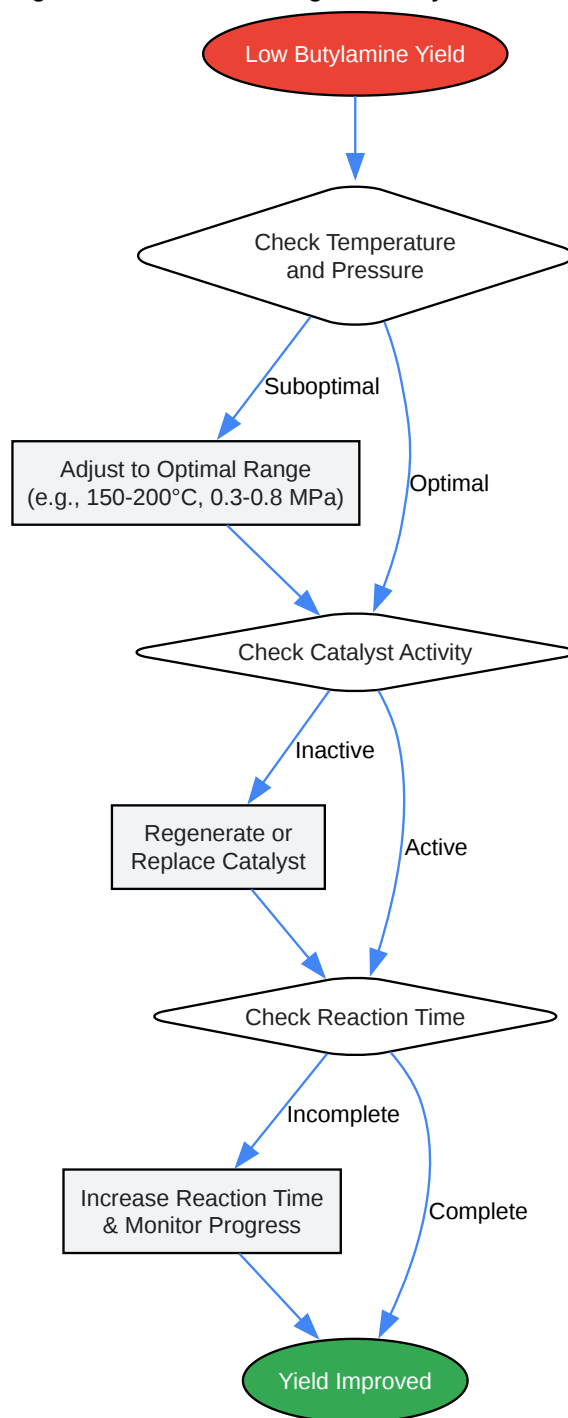 Low Butylamine Yield
Check Temperature
and Pressure
Suboptimal
Adjust to Optimal Range
(e.g., 150-200°C, 0.3-0.8 MPa)
Optimal
Check Catalyst Activity
Inactive
Regenerate or
Replace Catalyst
Active
Check Reaction Time
Incomplete
Increase Reaction Time
& Monitor Progress
Complete
Yield Improved